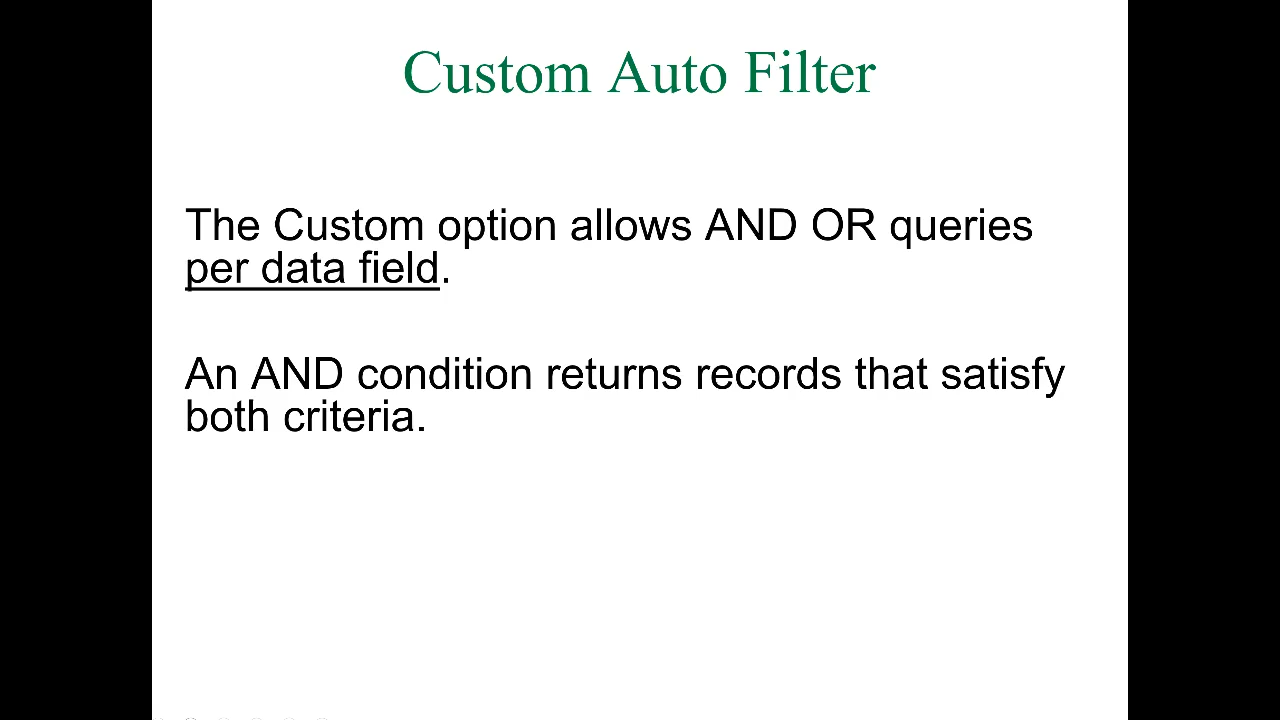 Custom Auto Filter
The Custom option allows AND OR queries
per data field.
An AND condition returns records that satisfy
both criteria.